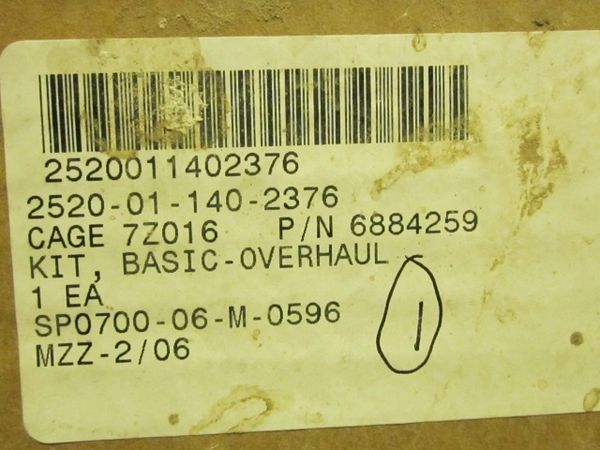 2520011402376
2520-01-140-2376
CAGE 7Z016 P/N 6884259
KIT, BASIC-OVERHAUL
1 EA
SP0700-06-M-0596
MZZ-2/06
1